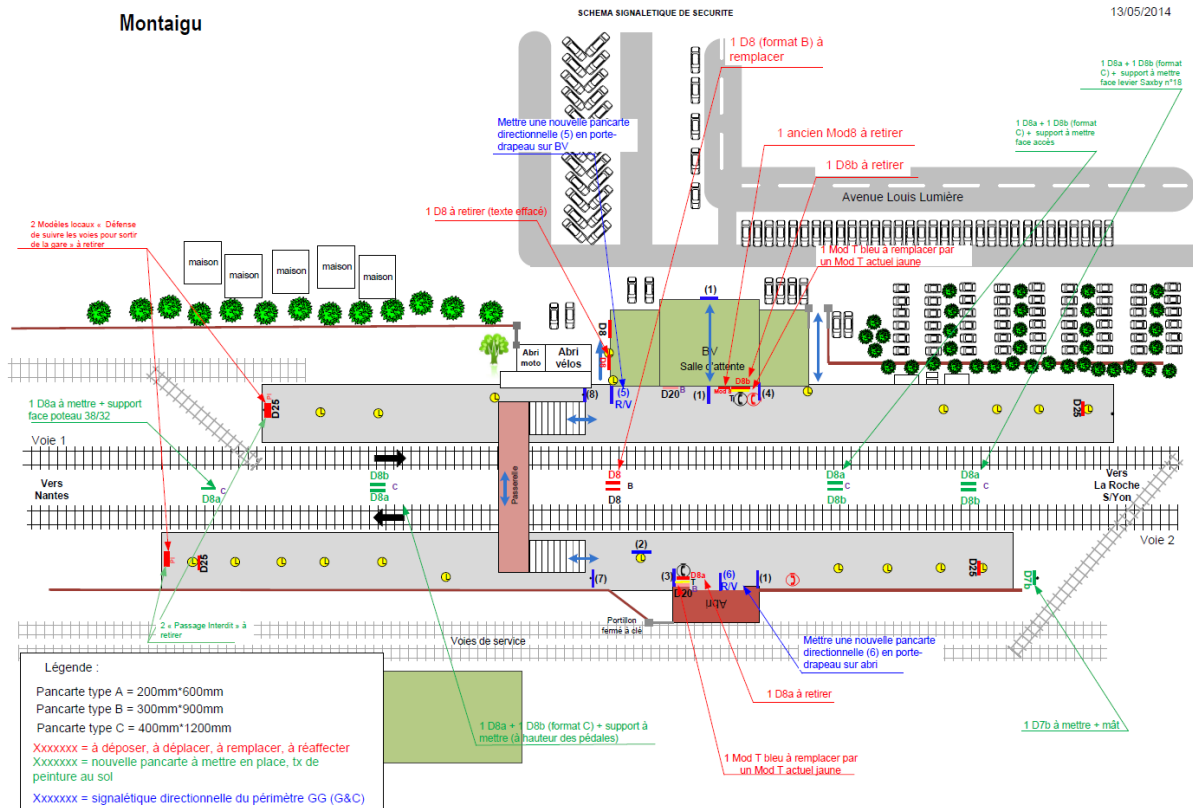 SCHEMA SIGNALETIQUE DE SECURITE
13/05/2014
Montaigu
1 D8 (format B) à
remplacer
1 D8a + 1 D8b (format
C) + support à mettre
face levier Saxby n°18
1 D8a + 1 D8b (format
C) + support à mettre
face accès
Mettre une nouvelle pancarte
directionnelle (5) en porte-
drapeau sur BV
1 ancien Mod8 à retirer
1 D8b à retirer
Avenue Louis Lumière
1 D8 à retirer (texte effacé)
2 Modèles locaux « Défense
de suivre les voies pour sortir
de la gare » à retirer
1 Mod T bleu à remplacer par
un Mod T actuel jaune
maison
maison
maison
maison
maison
(1)
D8
D8
BV
Salle d'attente
Abri
moto
Abri
vélos
D8b
Mod 8
(8)
(5)
R/V
D20
B
(1)
T
(4)
D25
D25
1 D8a à mettre + support
face poteau 38/32
Voie 1
Vers
Nantes
D8a
C
D8b
C
D8a
Passerelle
D8
B
D8
D8a
C
D8b
D8a
C
D8b
Vers
La Roche
S/Yon
Voie 2
D25
(2)
(7)
(3)
D8a
T
B
D20
(6)
R/V
(1)
D25
D7b
Abri
2 « Passage Interdit » à
retirer
Portillon
fermé à clé
Voies de service
Mettre une nouvelle pancarte
directionnelle (6) en porte-
drapeau sur abri
1 D8a à retirer
1 D8a + 1 D8b (format C) + support à
mettre (à hauteur des pédales)
1 D7b à mettre + mât
1 Mod T bleu à remplacer par
un Mod T actuel jaune
Légende :
Pancarte type A = 200mm*600mm
Pancarte type B = 300mm*900mm
Pancarte type C = 400mm*1200mm
Xxxxxxx = à déposer, à déplacer, à remplacer, à réaffecter
Xxxxxxx = nouvelle pancarte à mettre en place, tx de
peinture au sol
Xxxxxxx = signalétique directionnelle du périmètre GG (G&C)